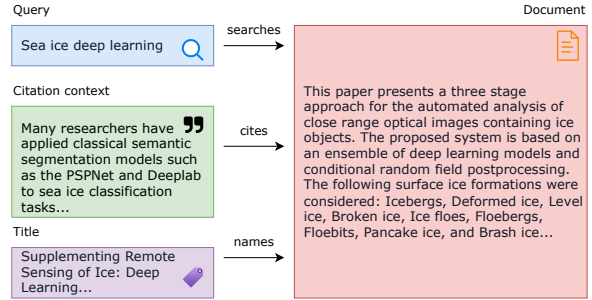 Query
Sea ice deep learning
searches
Citation context
Many researchers have
applied classical semantic
segmentation models such
as the PSPNet and Deeplab
to sea ice classification
tasks...
cites
Title
Supplementing Remote
Sensing of Ice: Deep
Learning...
names
Document
This paper presents a three stage
approach for the automated analysis of
close range optical images containing ice
objects. The proposed system is based on
an ensemble of deep learning models and
conditional random field postprocessing.
The following surface ice formations were
considered: Icebergs, Deformed ice, Level
ice, Broken ice, Ice floes, Floebergs,
Floebits, Pancake ice, and Brash ice...